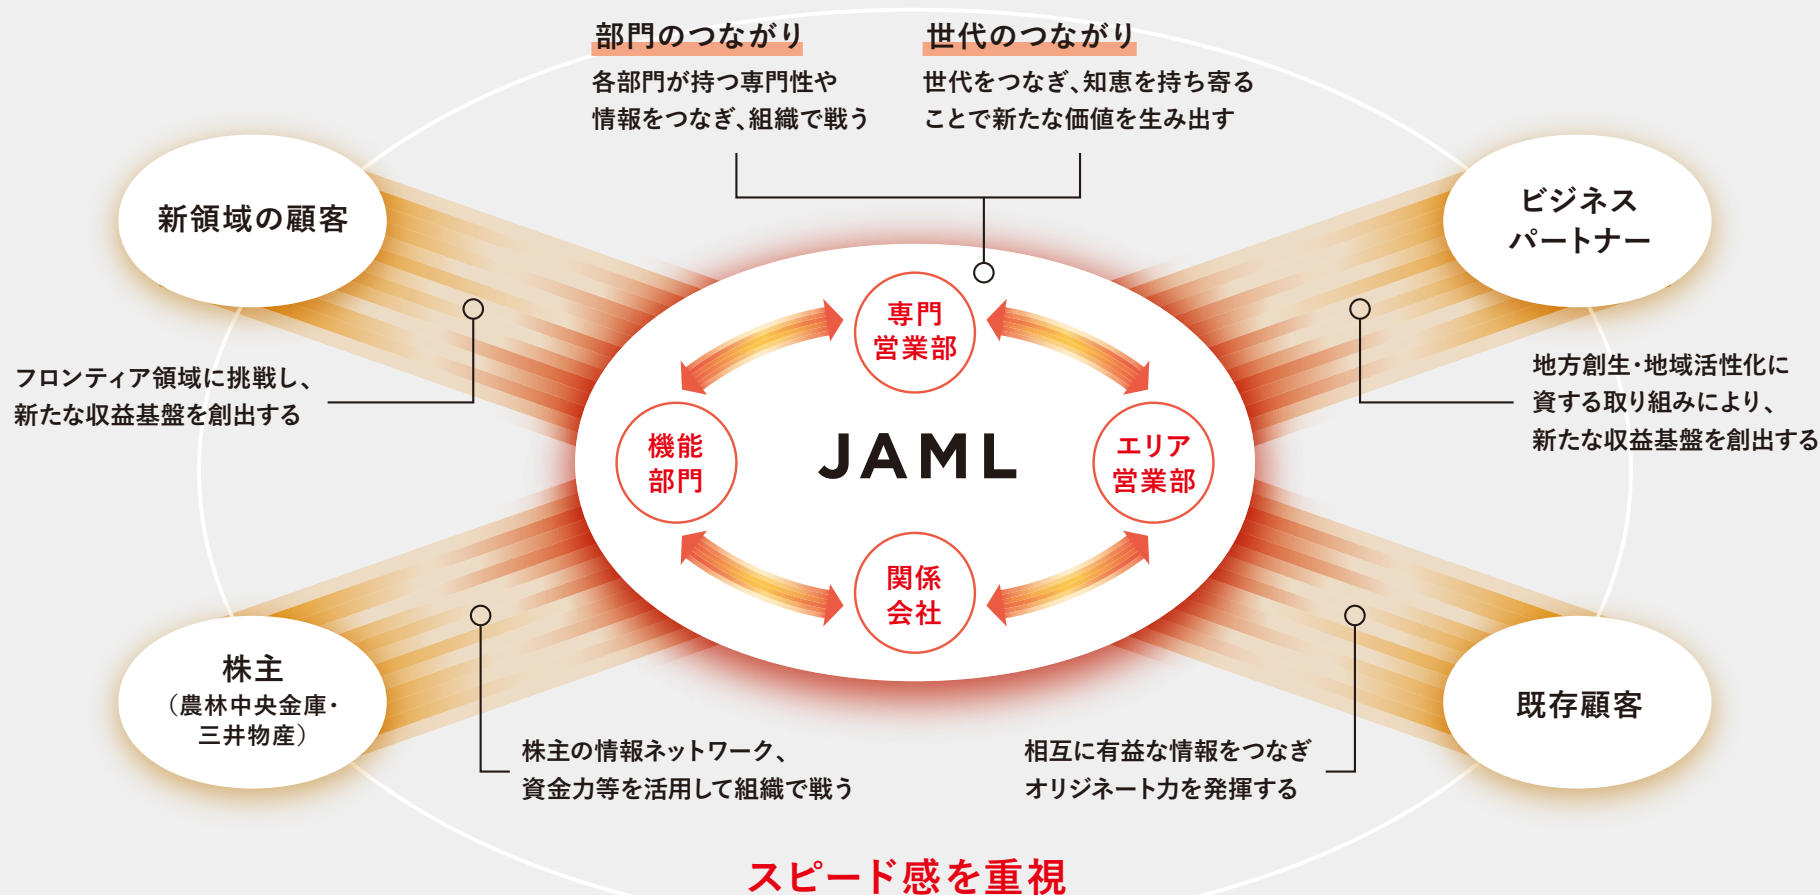 部門のつながり
各部門が持つ専門性や
情報をつなぎ、組織で戦う
世代のつながり
世代をつなぎ、知恵を持ち寄る
ことで新たな価値を生み出す
新領域の顧客
ビジネス
パートナー
フロンティア領域に挑戦し、
新たな収益基盤を創出する
地方創生・地域活性化に
資する取り組みにより、
新たな収益基盤を創出する
専門
営業部
機能
部門
JAML
エリア
営業部
関係
会社
株主
（農林中央金庫・
三井物産）
既存顧客
株主の情報ネットワーク、
資金力等を活用して組織で戦う
相互に有益な情報をつなぎ
オリジネート力を発揮する
スピード感を重視